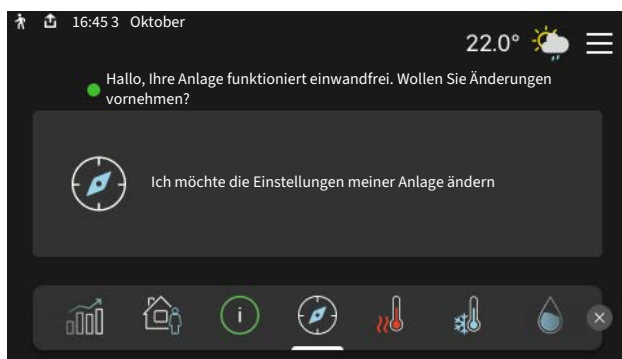 16:45 3 Oktober
22.0°
Hallo, Ihre Anlage funktioniert einwandfrei. Wollen Sie Änderungen
vornehmen?
Ich möchte die Einstellungen meiner Anlage ändern
i